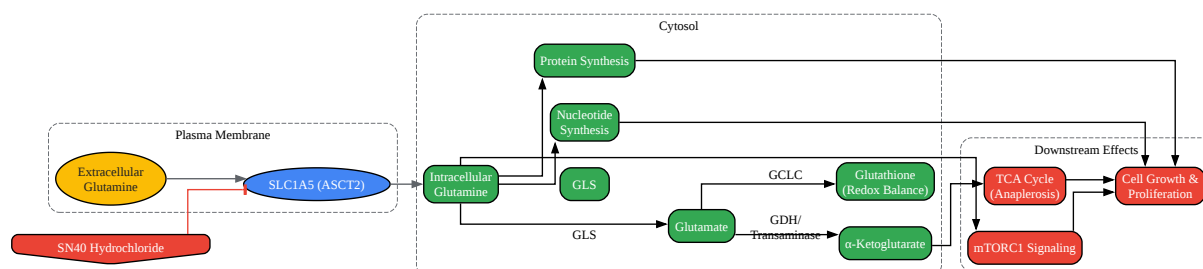 Cytosol
Protein Synthesis
Nucleotide
Synthesis
Plasma Membrane
Downstream Effects
Extracellular
Glutamine
SLC1A5 (ASCT2)
Intracellular
Glutamine
GLS
GCLC
Glutathione
(Redox Balance)
TCA Cycle
(Anaplerosis)
Cell Growth &
Proliferation
GLS
Glutamate
GDH/
Transaminase
α-Ketoglutarate
mTORC1 Signaling
SN40 Hydrochloride